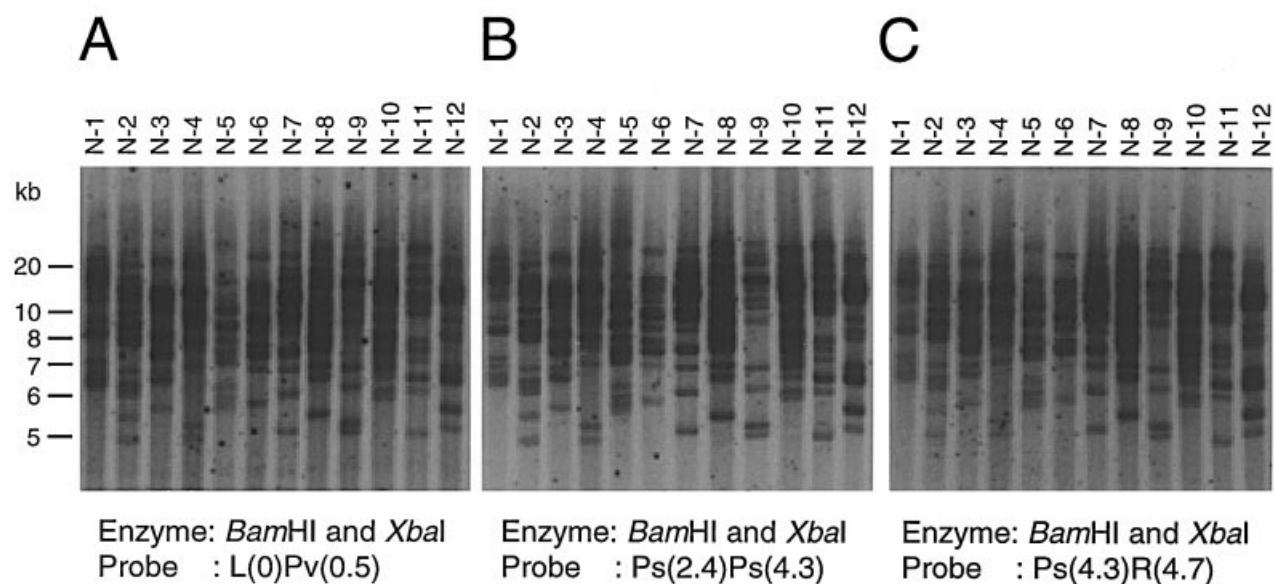 A B C
N-1 N-2 N-3 N-4 N-5 N-6 N-7 N-8 N-9 N-10 N-11 N-12
N-1 N-2 N-3 N-4 N-5 N-6 N-7 N-8 N-9 N-10 N-11 N-12
N-1 N-2 N-3 N-4 N-5 N-6 N-7 N-8 N-9 N-10 N-11 N-12
kb
20
10
8
7
6
5
Enzyme: BamHI and XbaI
Probe : L(0)Pv(0.5)
Enzyme: BamHI and XbaI
Probe : Ps(2.4)Ps(4.3)
Enzyme: BamHI and XbaI
Probe : Ps(4.3)R(4.7)